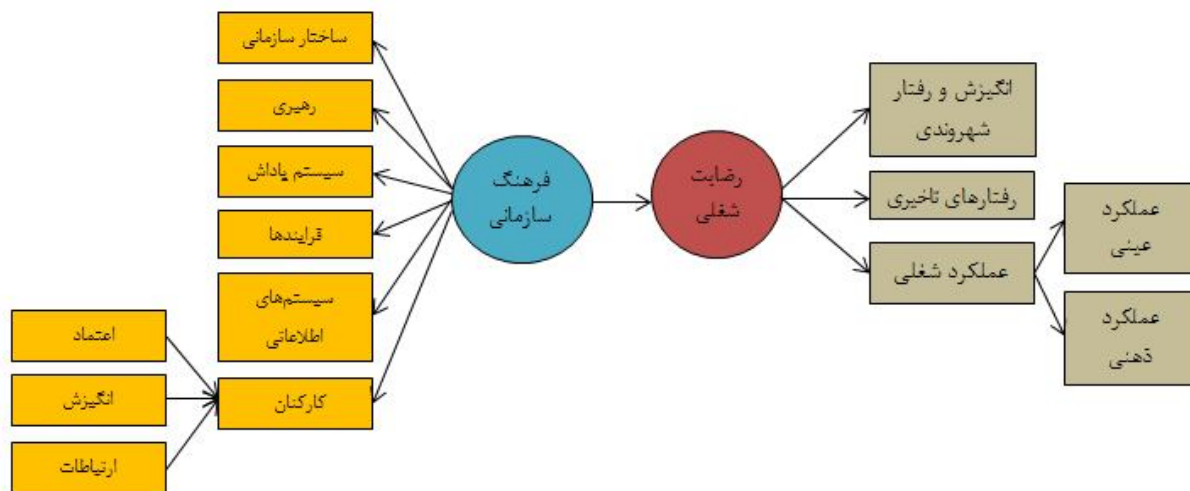 ساختار سازمانی
رهبری
سیستم پاداش
فرایندها
سیستم‌های
اطلاعاتی
کارکنان
اعتماد
انگیزش
ارتباطات
فرهنگ
سازمانی
رضایت
شغلی
انگیزش و رفتار
شهروندی
رفتارهای تاخیری
عملکرد شغلی
عملکرد
عینی
عملکرد
ذهنی